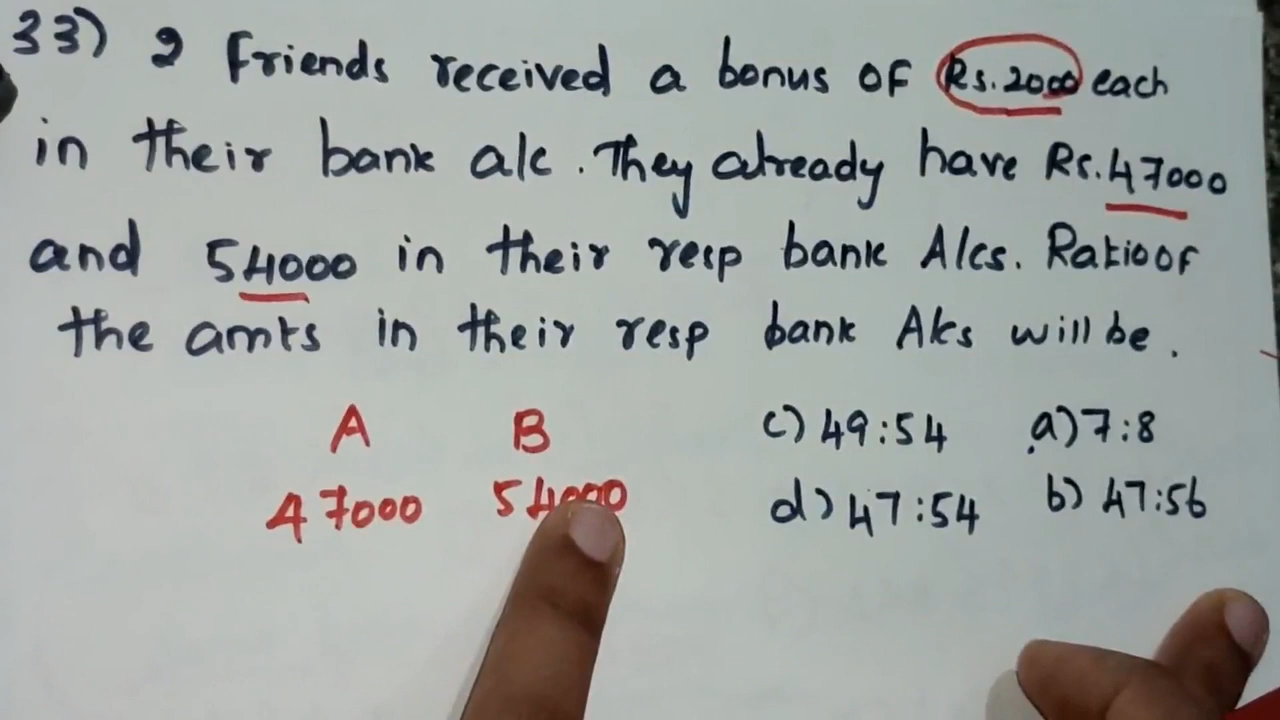 33) 2 Friends received a bonus of Rs.2000 each
in their bank a/c. They already have Rs.47000
and 54000 in their resp bank A/cs. Ratio of
the amts in their resp bank A/cs will be.
A B
47000 54000
c) 49:54 a) 7:8
d) 47:54 b) 47:56